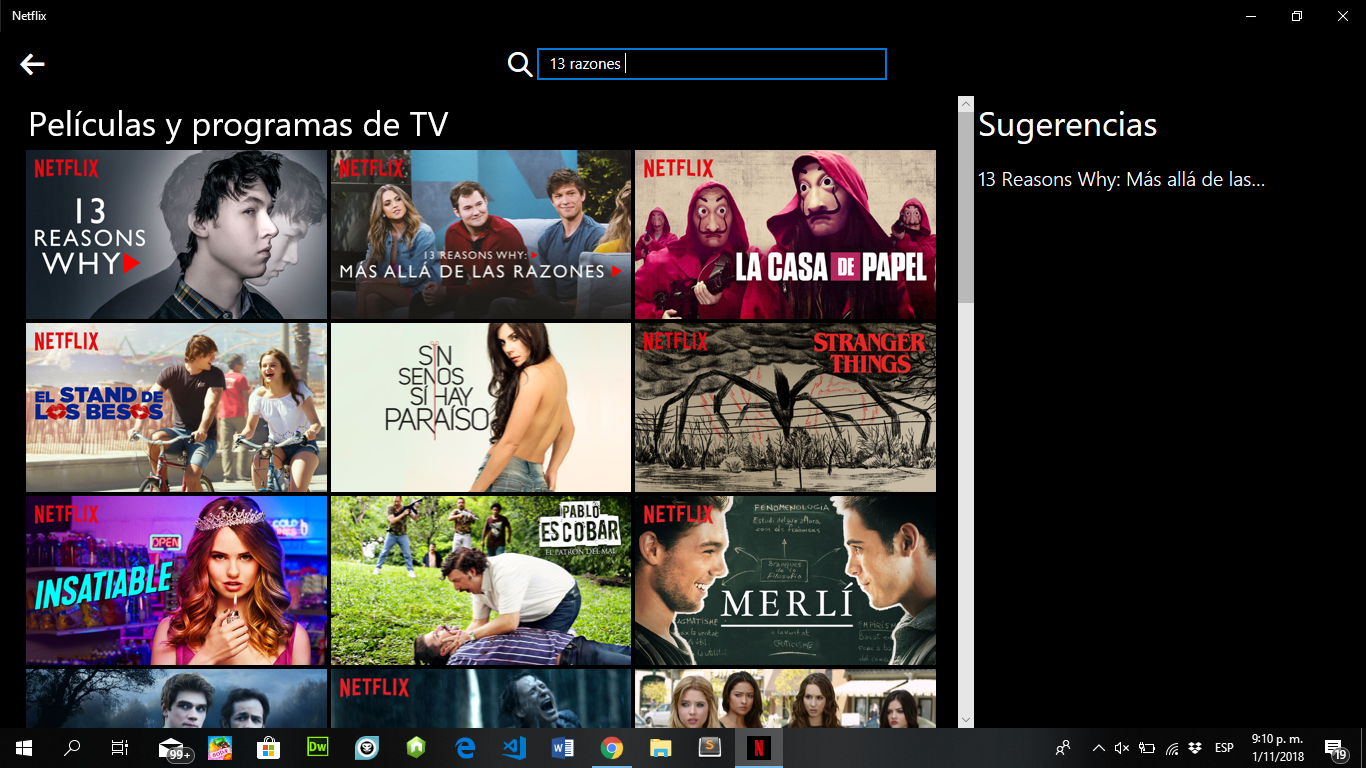 Netflix
13 razones
Películas y programas de TV
Sugerencias
13 Reasons Why: Más allá de las...
NETFLIX
13
REASONS
WHY
NETFLIX
13 REASONS WHY:
MÁS ALLÁ DE LAS RAZONES
LA CASA DE PAPEL
NETFLIX
NETFLIX
EL STAND DE
LOS BESOS
SIN
SENOS
SÍ HAY
PARAÍSO
NETFLIX
STRANGER
THINGS
NETFLIX
OPEN
COLD
INSATIABLE
PABLO
ESCOBAR
EL PATRÓN DEL MAL
NETFLIX
FENOMENOLOGIA
MERLÍ
NETFLIX
99+
Dw
ESP
9:10 p. m.
1/11/2018
19